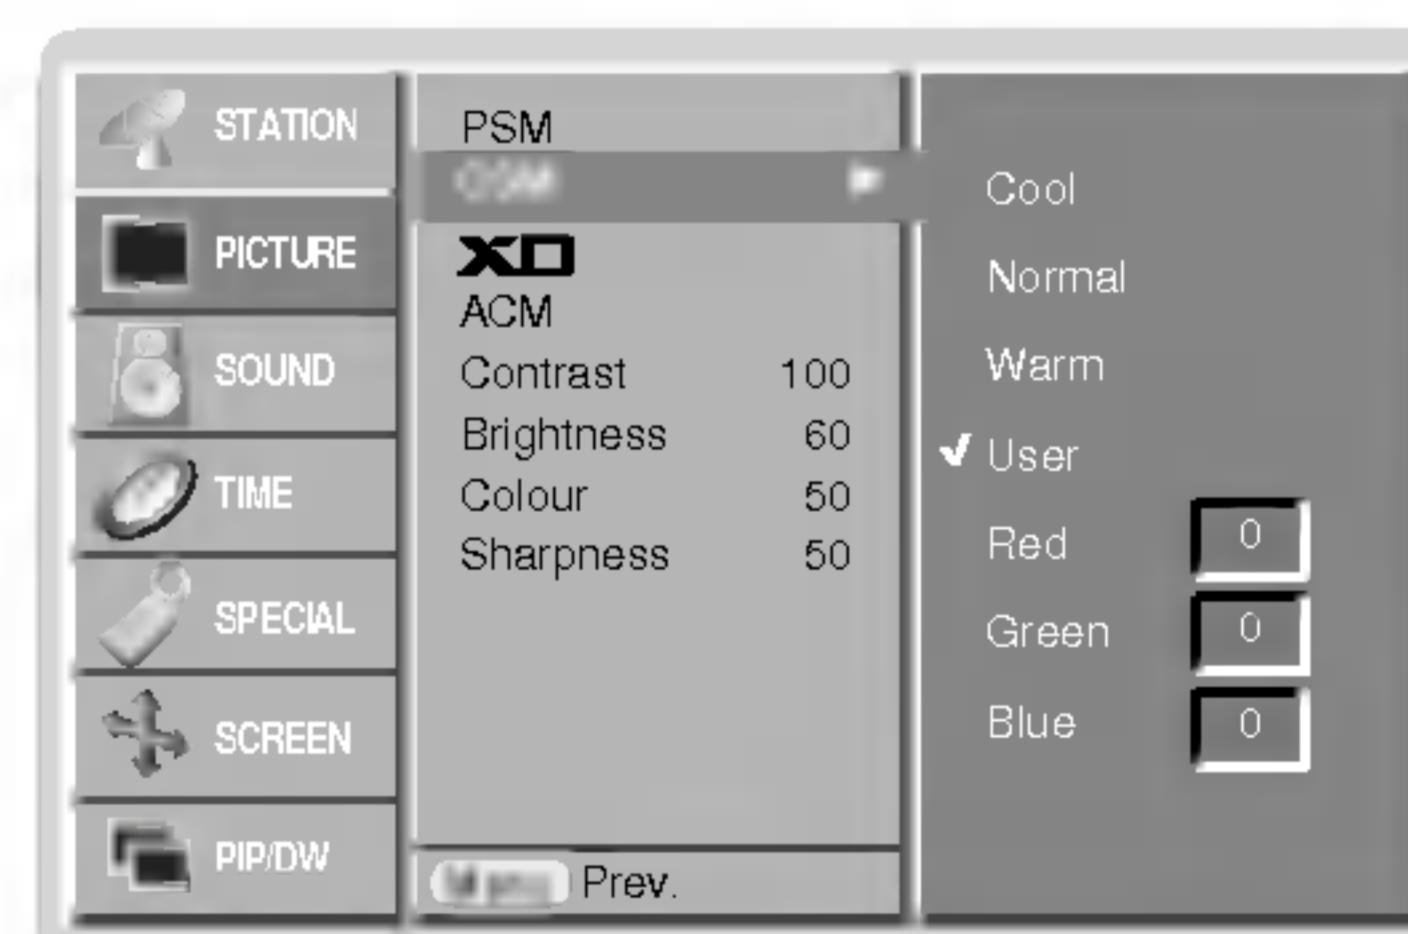 STATION
PICTURE
SOUND
TIME
SPECIAL
SCREEN
PIP/DW
PSM
XD
ACM
Contrast 100
Brightness 60
Colour 50
Sharpness 50
Prev.
Cool
Normal
Warm
✔ User
Red 0
Green 0
Blue 0